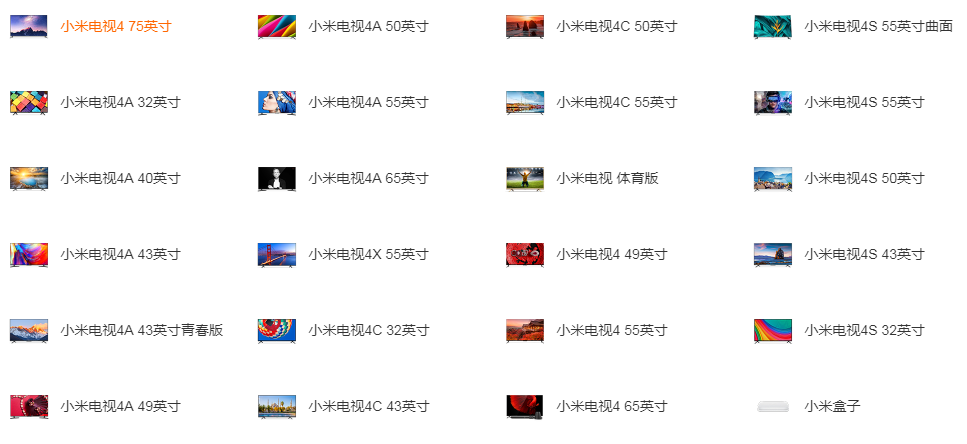 小米电视4 75英寸
小米电视4A 32英寸
小米电视4A 40英寸
小米电视4A 43英寸
小米电视4A 43英寸青春版
小米电视4A 49英寸
小米电视4A 50英寸
小米电视4A 55英寸
小米电视4A 65英寸
小米电视4X 55英寸
小米电视4C 32英寸
小米电视4C 43英寸
小米电视4C 50英寸
小米电视4C 55英寸
小米电视 体育版
小米电视4 49英寸
小米电视4 55英寸
小米电视4 65英寸
小米电视4S 55英寸曲面
小米电视4S 55英寸
小米电视4S 50英寸
小米电视4S 43英寸
小米电视4S 32英寸
小米盒子